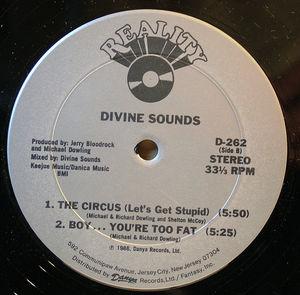 REALITY
DIVINE SOUNDS
Produced by: Jerry Bloodrock
and Michael Dowling
Mixed by: Divine Sounds
Keejue Music/Danica Music
BMI
D-262
(Side B)
STEREO
33⅓ RPM
1. THE CIRCUS (Let's Get Stupid) (5:50)
(Michael & Richard Dowling and Shelton McCoy)
2. BOY... YOU'RE TOO FAT (5:25)
(Michael & Richard Dowling)
℗ 1986, Danya Records, Ltd.
592 Communipaw Avenue, Jersey City, New Jersey 07304
Distributed by Danya Records, Ltd./Fantasy, Inc.